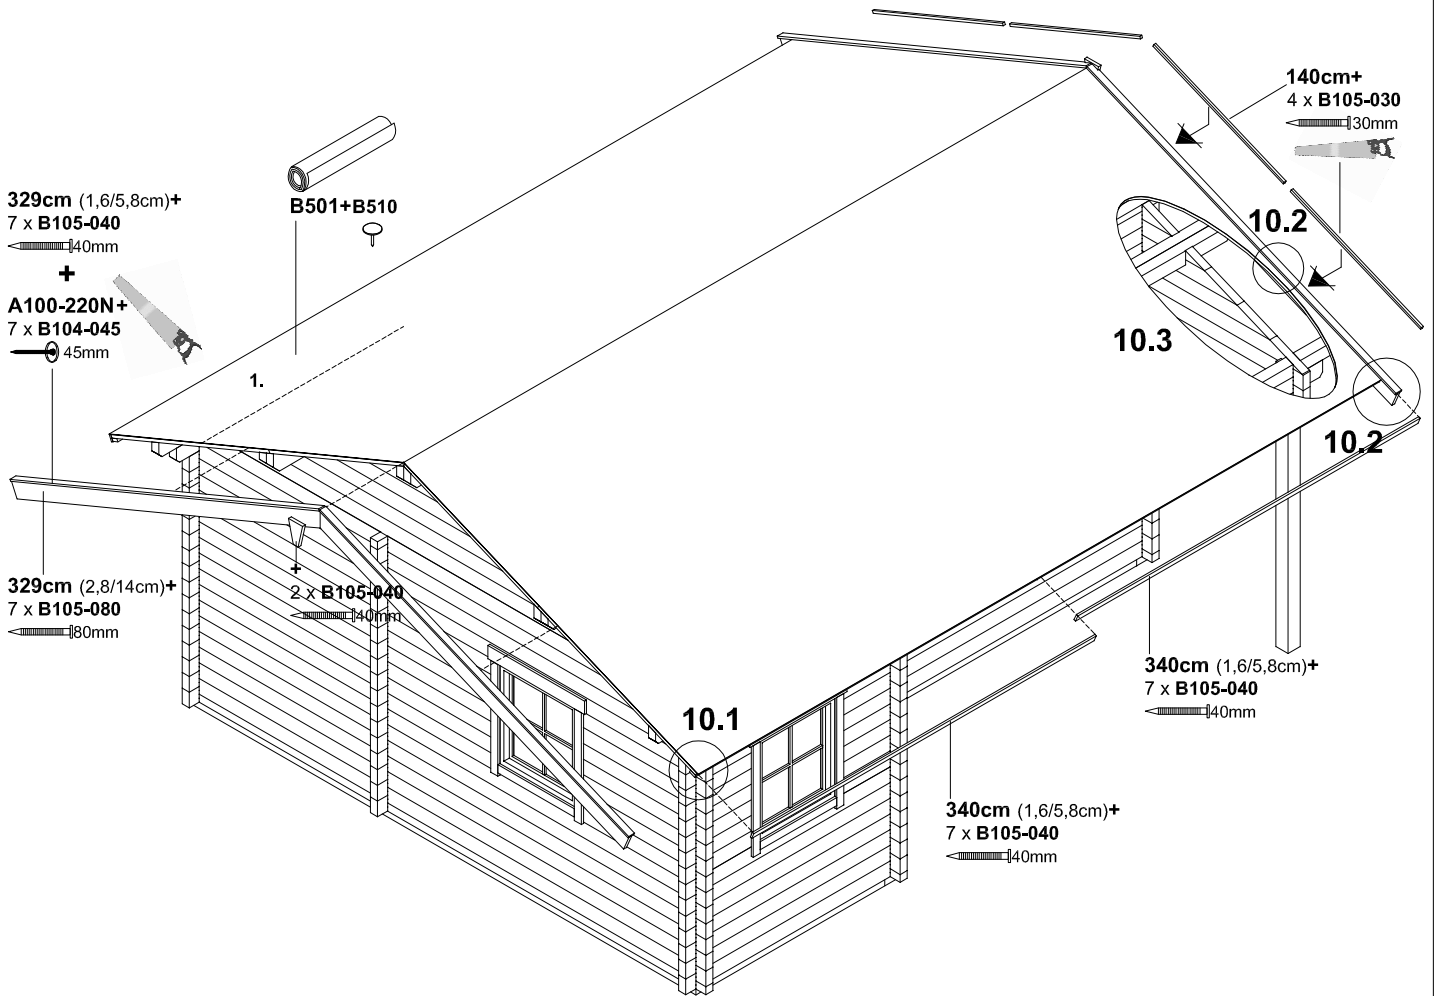 140cm+
4 x B105-030
30mm
B501+B510
329cm (1,6/5,8cm)+
7 x B105-040
40mm
+
A100-220N+
7 x B104-045
45mm
1.
10.2
10.3
10.2
329cm (2,8/14cm)+
7 x B105-080
80mm
+
2 x B105-040
40mm
10.1
340cm (1,6/5,8cm)+
7 x B105-040
40mm
340cm (1,6/5,8cm)+
7 x B105-040
40mm